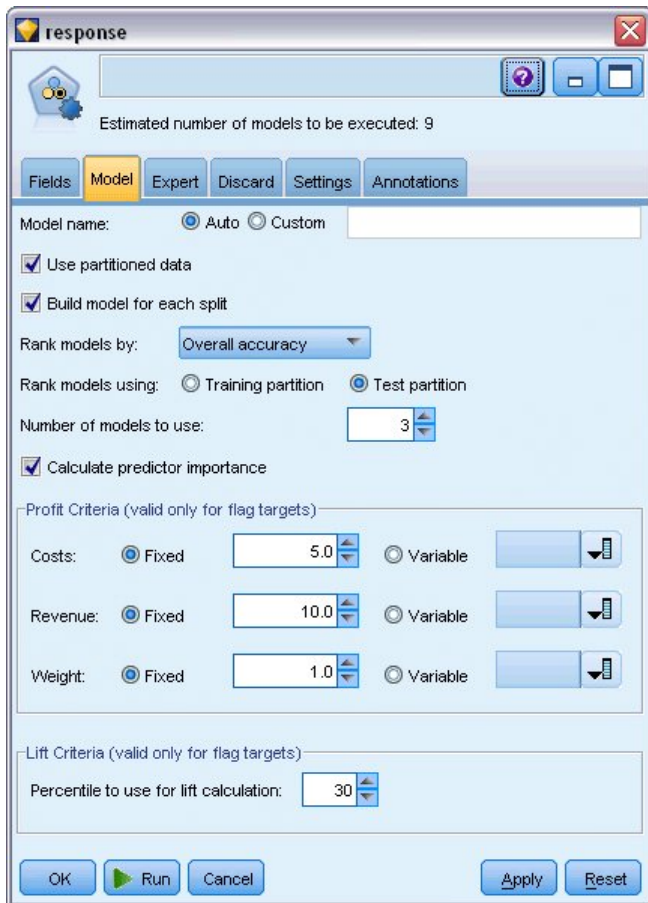 response
Estimated number of models to be executed: 9
Fields Model Expert Discard Settings Annotations
Model name: Auto Custom
Use partitioned data
Build model for each split
Rank models by: Overall accuracy
Rank models using: Training partition Test partition
Number of models to use: 3
Calculate predictor importance
Profit Criteria (valid only for flag targets)
Costs: Fixed 5.0 Variable
Revenue: Fixed 10.0 Variable
Weight: Fixed 1.0 Variable
Lift Criteria (valid only for flag targets)
Percentile to use for lift calculation: 30
OK Run Cancel Apply Reset